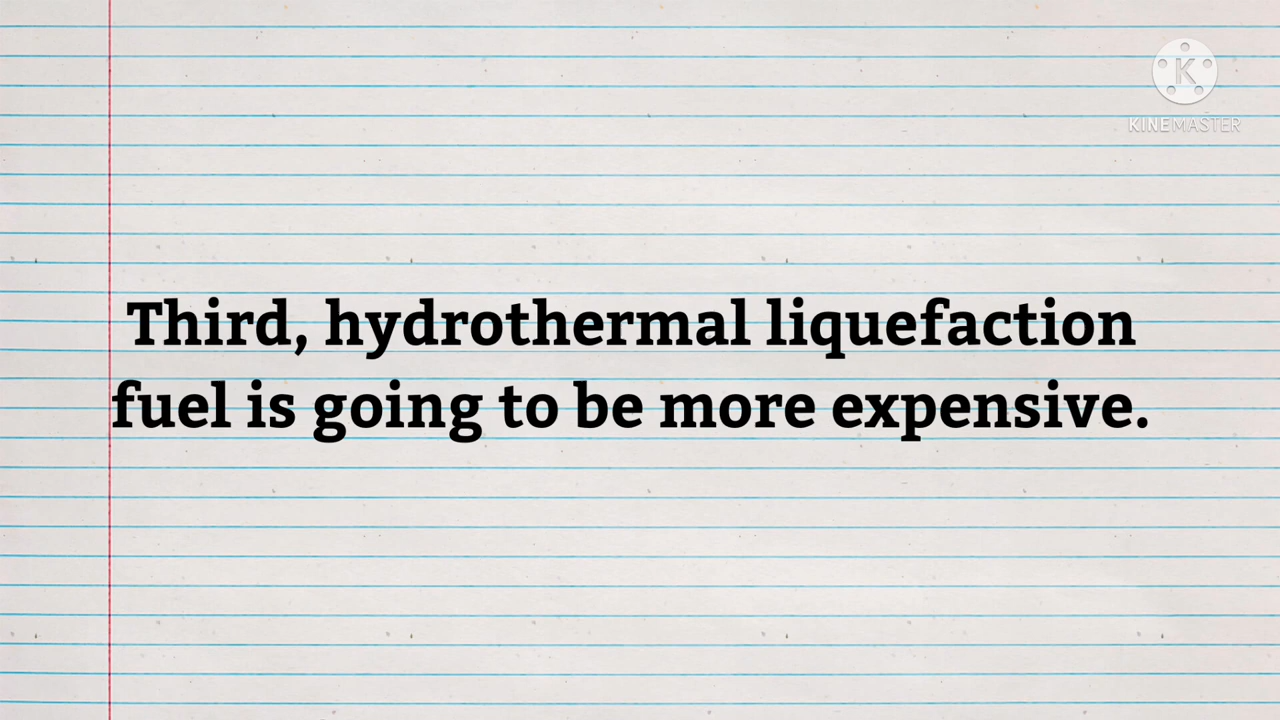 KINEMASTER
Third, hydrothermal liquefaction
fuel is going to be more expensive.